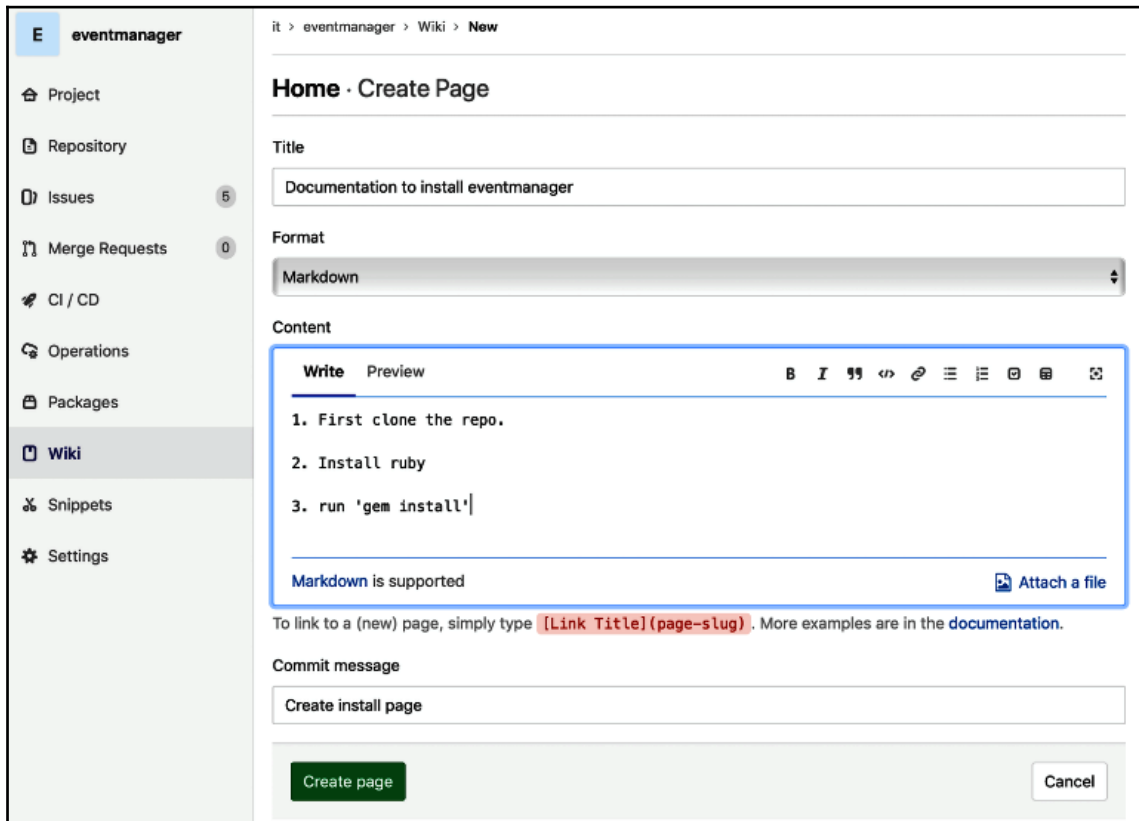 E eventmanager
Project
Repository
Issues 5
Merge Requests 0
CI / CD
Operations
Packages
Wiki
Snippets
Settings
it > eventmanager > Wiki > New
Home · Create Page
Title
Documentation to install eventmanager
Format
Markdown
Content
Write Preview
B I
1. First clone the repo.
2. Install ruby
3. run 'gem install'
Markdown is supported
Attach a file
To link to a (new) page, simply type [Link Title](page-slug) . More examples are in the documentation.
Commit message
Create install page
Create page
Cancel